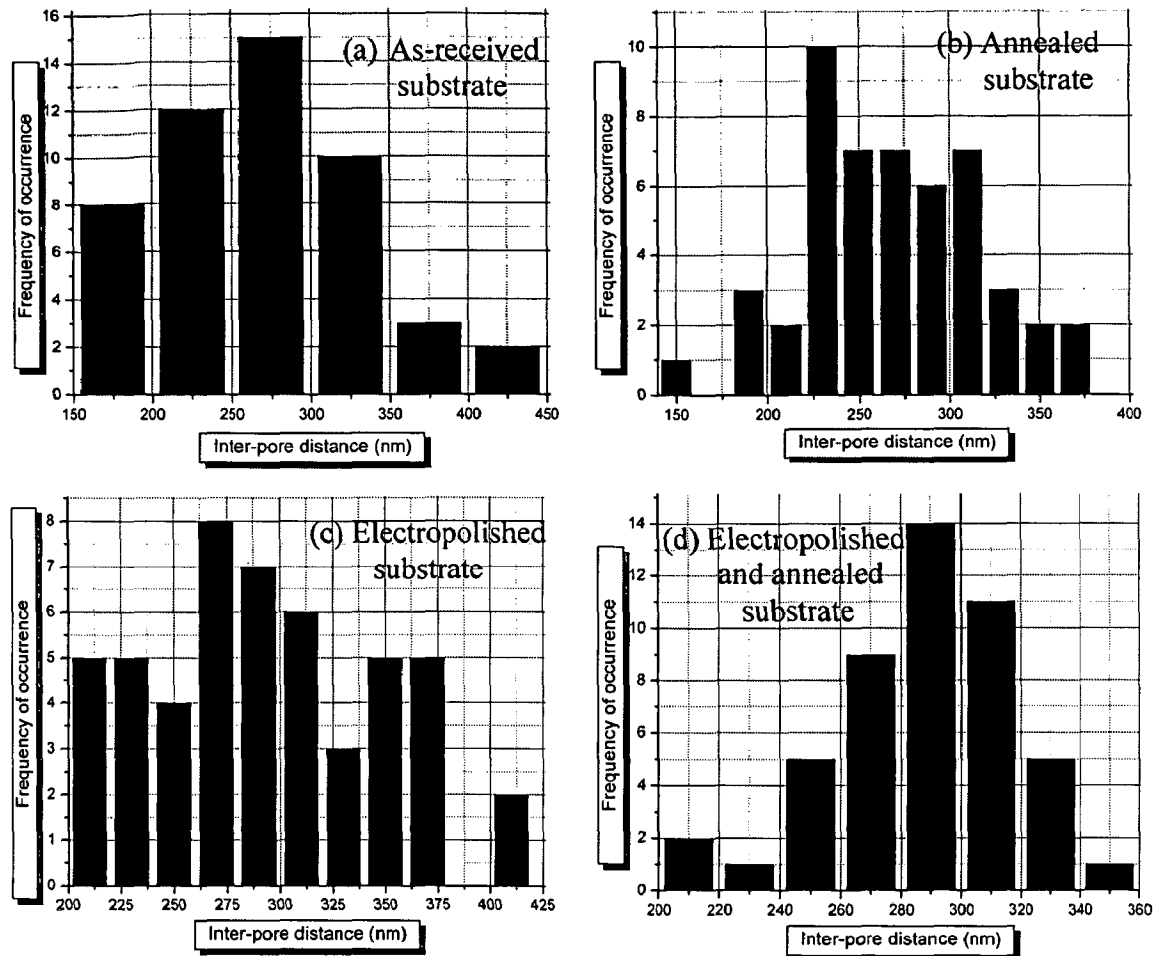 16
14
12
10
8
6
4
2
0
Frequency of occurrence
(a) As-received
substrate
150 200 250 300 350 400 450
Inter-pore distance (nm)
10
8
6
4
2
0
Frequency of occurrence
(b) Annealed
substrate
150 200 250 300 350 400
Inter-pore distance (nm)
8
7
6
5
4
3
2
1
0
Frequency of occurrence
(c) Electropolished
substrate
200 225 250 275 300 325 350 375 400 425
Inter-pore distance (nm)
14
12
10
8
6
4
2
0
Frequency of occurrence
(d) Electropolished
and annealed
substrate
200 220 240 260 280 300 320 340 360
Inter-pore distance (nm)